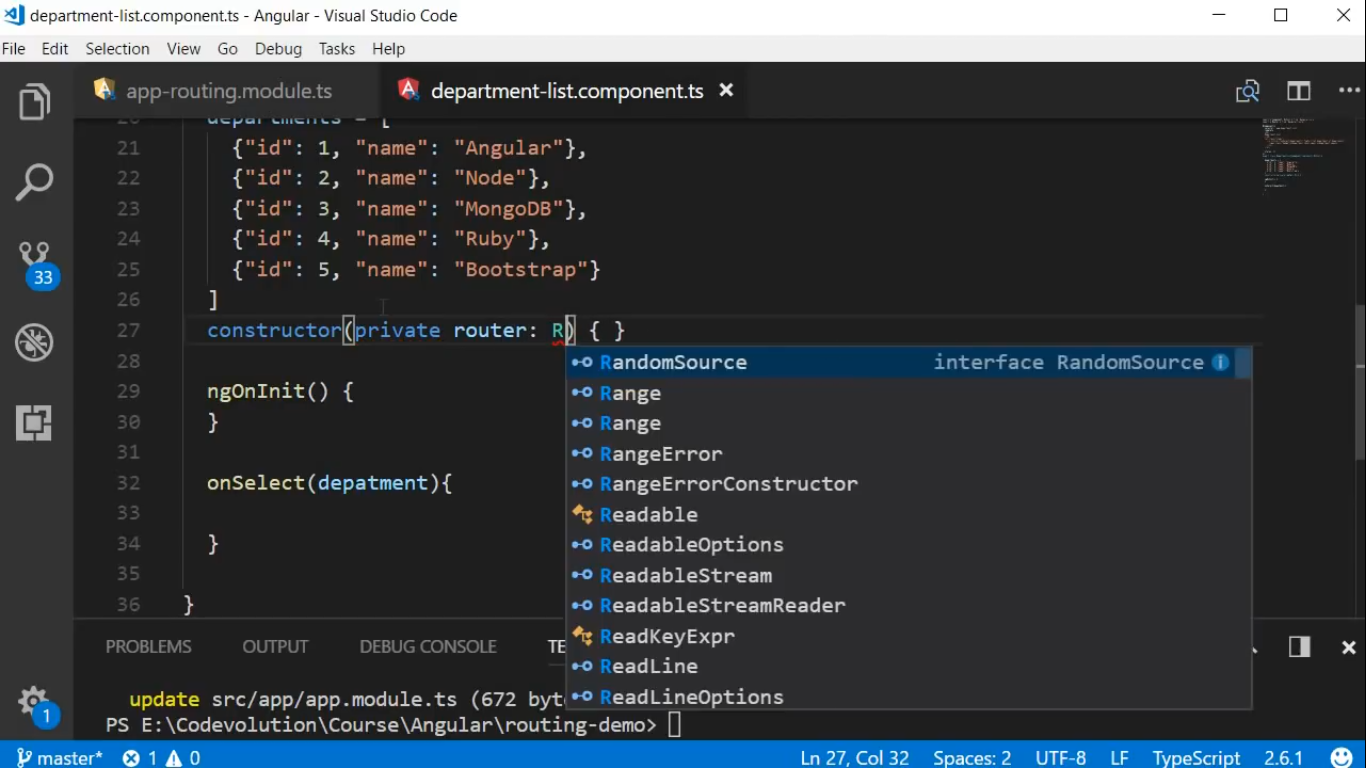 department-list.component.ts - Angular - Visual Studio Code
File Edit Selection View Go Debug Tasks Help
app-routing.module.ts department-list.component.ts
20 departments = [
21 {"id": 1, "name": "Angular"},
22 {"id": 2, "name": "Node"},
23 {"id": 3, "name": "MongoDB"},
24 {"id": 4, "name": "Ruby"},
25 {"id": 5, "name": "Bootstrap"}
26 ]
27 constructor(private router: R) { }
28
29 ngOnInit() {
30 }
31
32 onSelect(depatment){
33
34 }
35
36 }
RandomSource interface RandomSource
Range
Range
RangeError
RangeErrorConstructor
Readable
ReadableOptions
ReadableStream
ReadableStreamReader
ReadKeyExpr
ReadLine
ReadLineOptions
33
1
PROBLEMS OUTPUT DEBUG CONSOLE TE
update src/app/app.module.ts (672 byt
PS E:\Codevolution\Course\Angular\routing-demo>
master* 1 0 Ln 27, Col 32 Spaces: 2 UTF-8 LF TypeScript 2.6.1